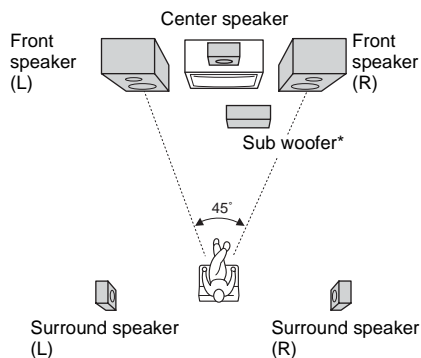 Center speaker
Front
speaker
(L)
Front
speaker
(R)
Sub woofer*
45˚
Surround speaker
(L)
Surround speaker
(R)